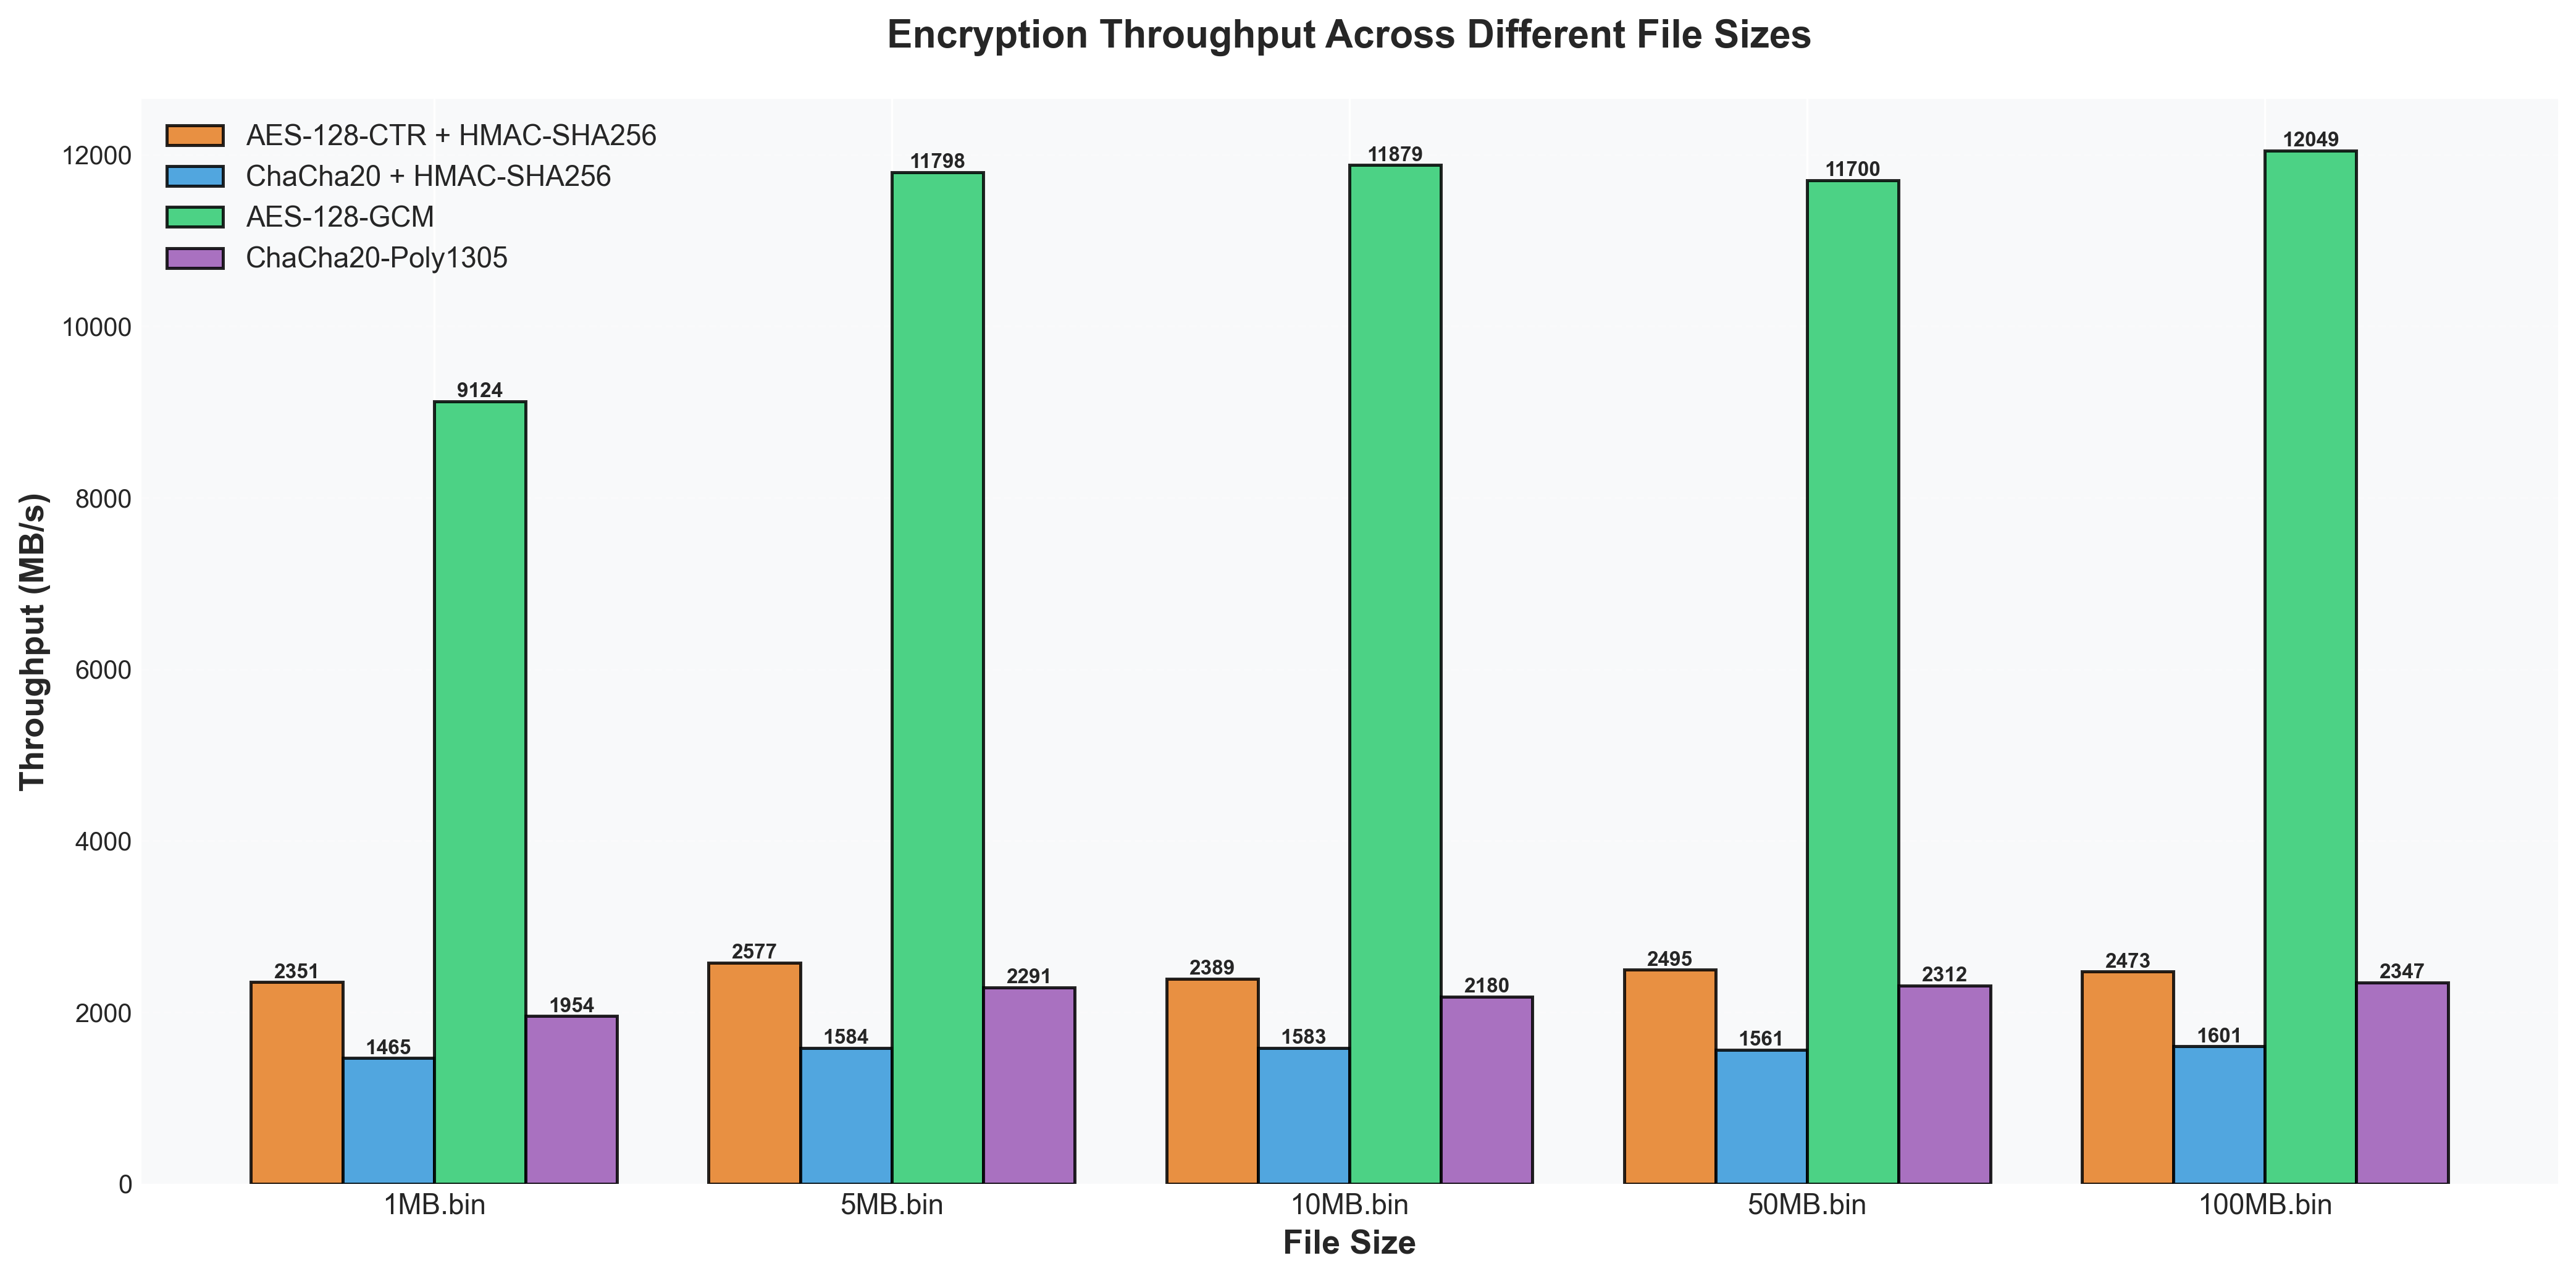 Encryption Throughput Across Different File Sizes
AES-128-CTR + HMAC-SHA256
ChaCha20 + HMAC-SHA256
AES-128-GCM
ChaCha20-Poly1305
Throughput (MB/s)
12000
10000
8000
6000
4000
2000
0
2351
1465
9124
1954
2577
1584
11798
2291
2389
1583
11879
2180
2495
1561
11700
2312
2473
1601
12049
2347
1MB.bin
5MB.bin
10MB.bin
50MB.bin
100MB.bin
File Size